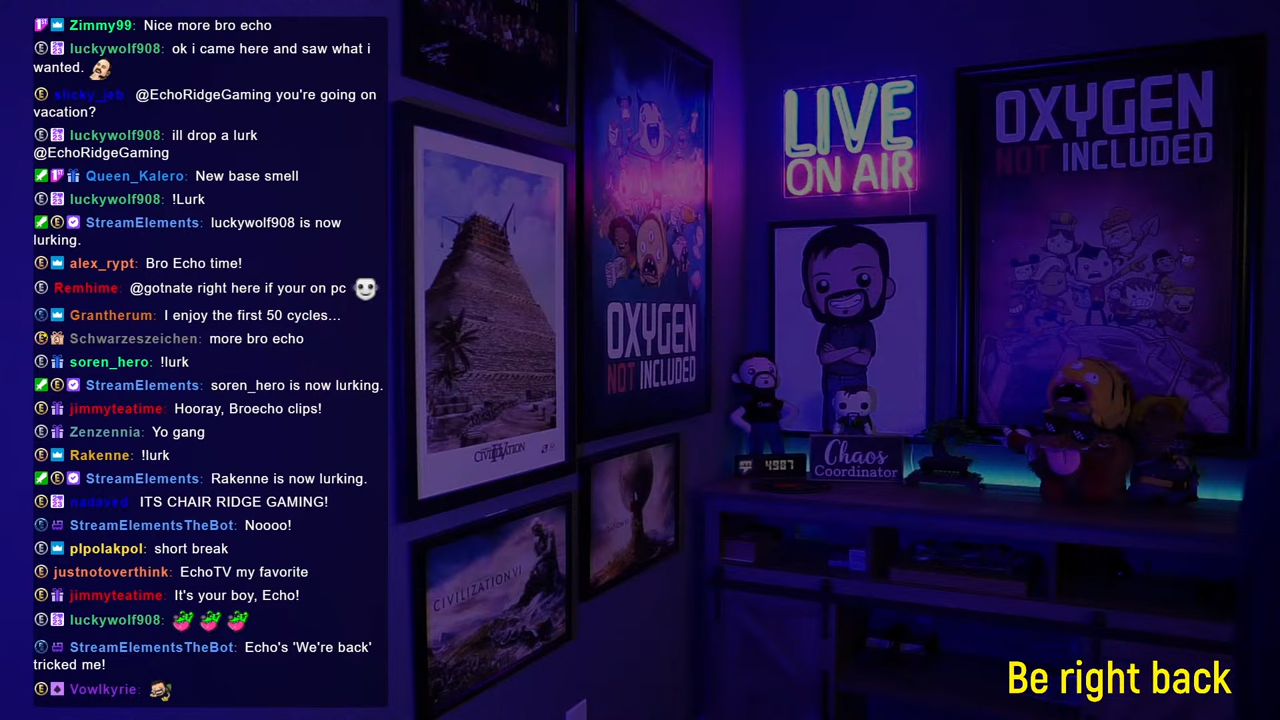 Zimmy99: Nice more bro echo
luckywolf908: ok i came here and saw what i
wanted.
@EchoRidgeGaming you're going on
vacation?
luckywolf908: ill drop a lurk
@EchoRidgeGaming
Queen_Kalero: New base smell
luckywolf908: !Lurk
StreamElements: luckywolf908 is now
lurking.
alex_rypt: Bro Echo time!
Remhime: @gotnate right here if your on pc
Grantherum: I enjoy the first 50 cycles...
Schwarzeszeichen: more bro echo
soren_hero: !lurk
StreamElements: soren_hero is now lurking.
jimmyteatime: Hooray, Broecho clips!
Zenzennia: Yo gang
Rakenne: !lurk
StreamElements: Rakenne is now lurking.
nadased: ITS CHAIR RIDGE GAMING!
StreamElementsTheBot: Noooo!
plpolakpol: short break
justnotoverthink: EchoTV my favorite
jimmyteatime: It's your boy, Echo!
luckywolf908:
StreamElementsTheBot: Echo's 'We're back'
tricked me!
Vowlkyrie:
CIVILIZATION
IV
OXYGEN
NOT INCLUDED
CIVILIZATION VI
LIVE
ON AIR
OXYGEN
NOT INCLUDED
4987
Chaos
Coordinator
Be right back